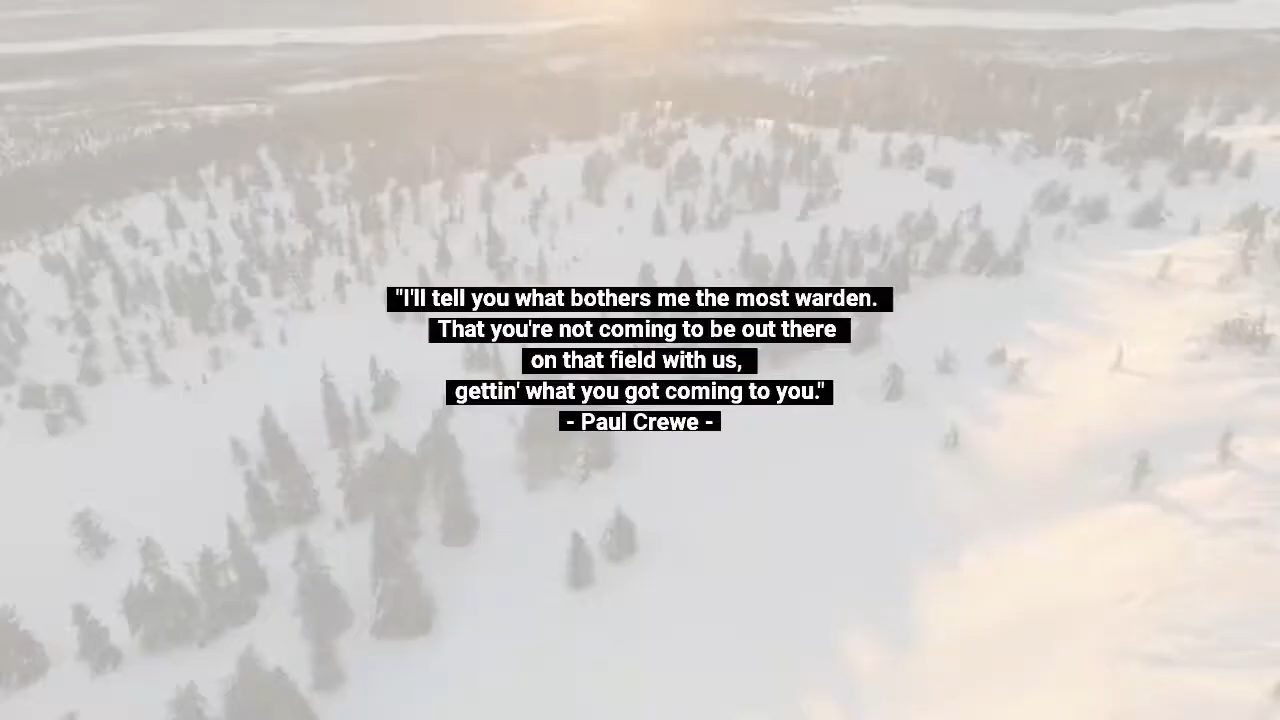 "I'll tell you what bothers me the most warden.
That you're not coming to be out there
on that field with us,
gettin' what you got coming to you."
- Paul Crewe -